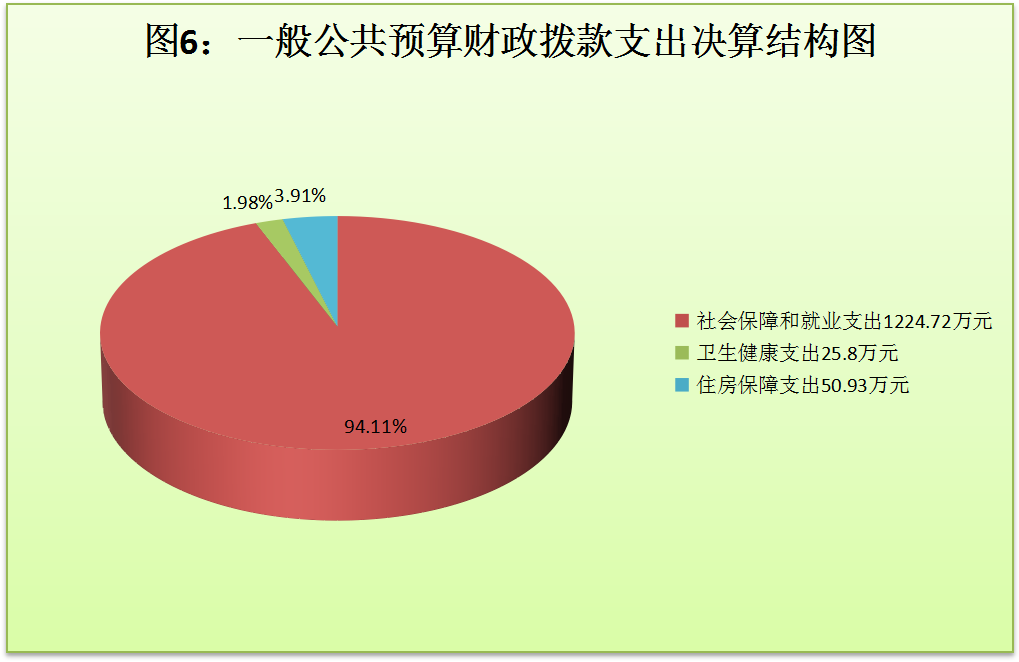 图6：一般公共预算财政拨款支出决算结构图
1.98%
3.91%
94.11%
社会保障和就业支出1224.72万元
卫生健康支出25.8万元
住房保障支出50.93万元